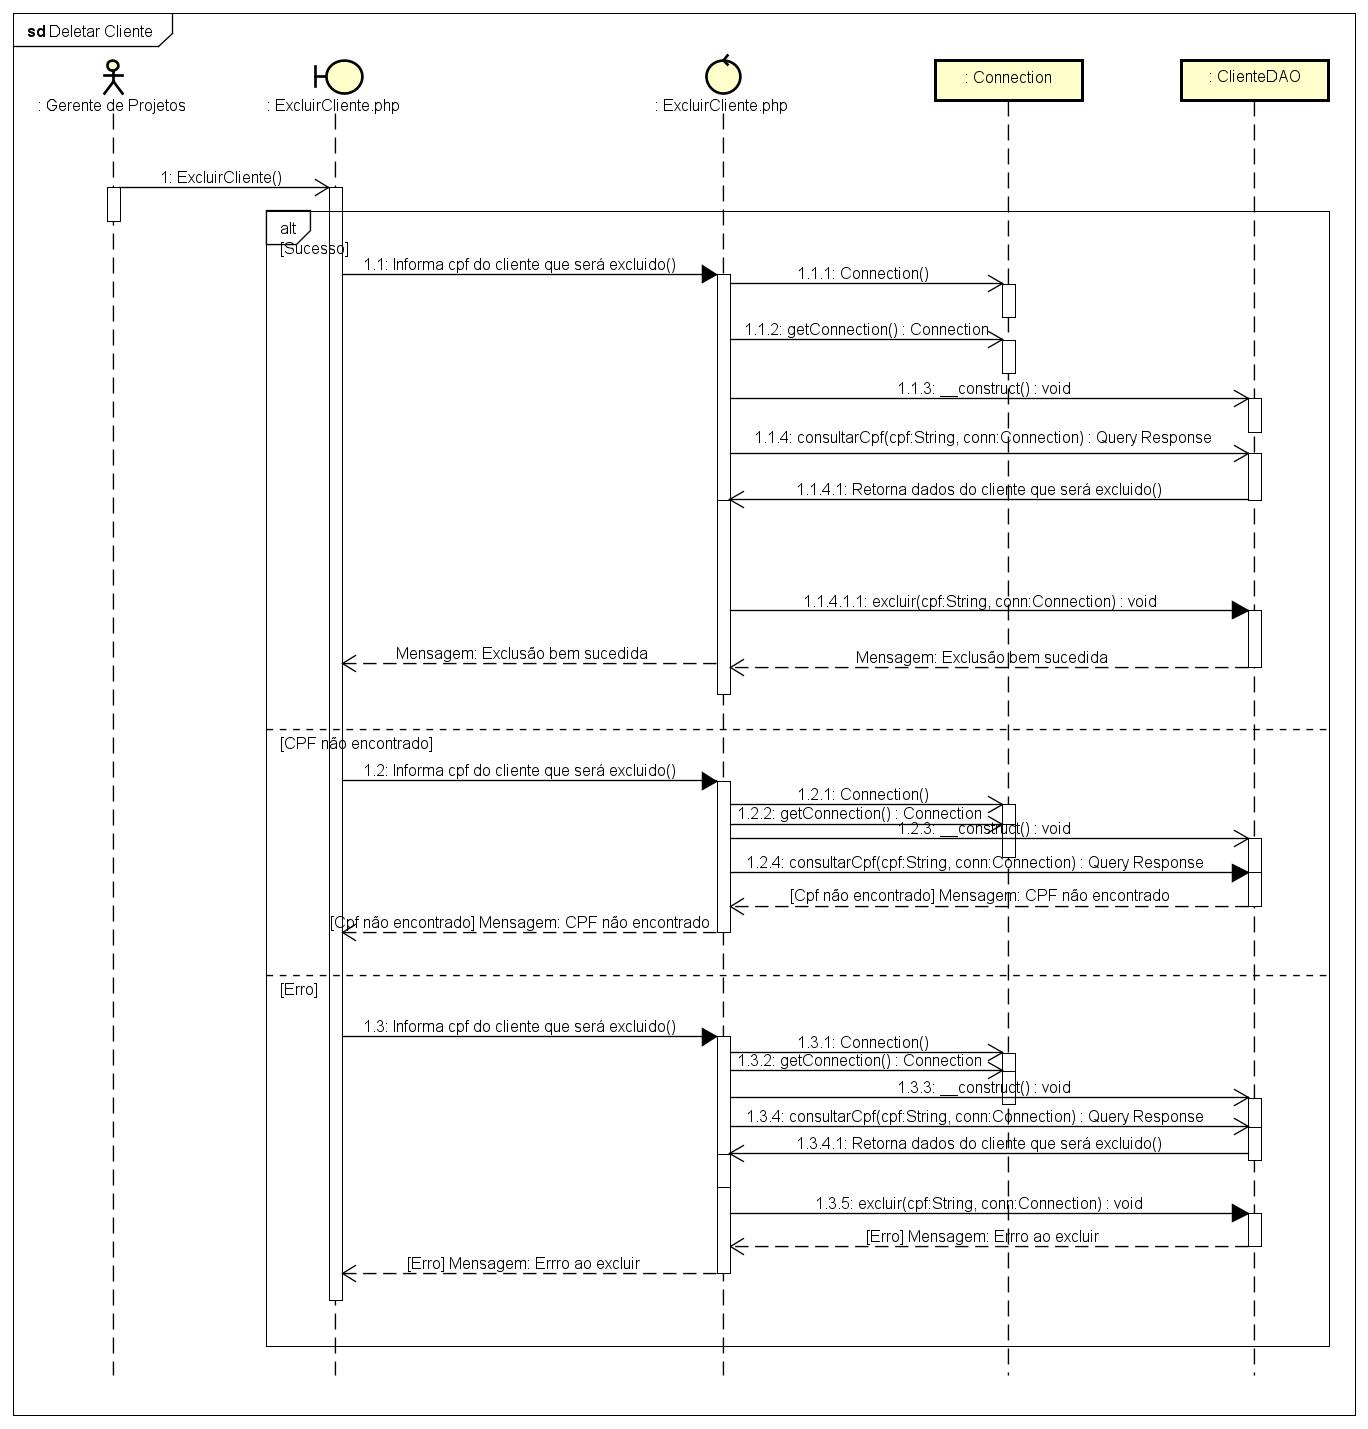 sd Deletar Cliente
: Gerente de Projetos
: ExcluirCliente.php
: ExcluirCliente.php
: Connection
: ClienteDAO
1: ExcluirCliente()
alt
[Sucesso]
1.1: Informa cpf do cliente que será excluido()
1.1.1: Connection()
1.1.2: getConnection() : Connection
1.1.3: __construct() : void
1.1.4: consultarCpf(cpf:String, conn:Connection) : Query Response
1.1.4.1: Retorna dados do cliente que será excluido()
1.1.4.1.1: excluir(cpf:String, conn:Connection) : void
Mensagem: Exclusão bem sucedida
Mensagem: Exclusão bem sucedida
[CPF não encontrado]
1.2: Informa cpf do cliente que será excluido()
1.2.1: Connection()
1.2.2: getConnection() : Connection
1.2.3: __construct() : void
1.2.4: consultarCpf(cpf:String, conn:Connection) : Query Response
[Cpf não encontrado] Mensagem: CPF não encontrado
[Cpf não encontrado] Mensagem: CPF não encontrado
[Erro]
1.3: Informa cpf do cliente que será excluido()
1.3.1: Connection()
1.3.2: getConnection() : Connection
1.3.3: __construct() : void
1.3.4: consultarCpf(cpf:String, conn:Connection) : Query Response
1.3.4.1: Retorna dados do cliente que será excluido()
1.3.5: excluir(cpf:String, conn:Connection) : void
[Erro] Mensagem: Errro ao excluir
[Erro] Mensagem: Errro ao excluir